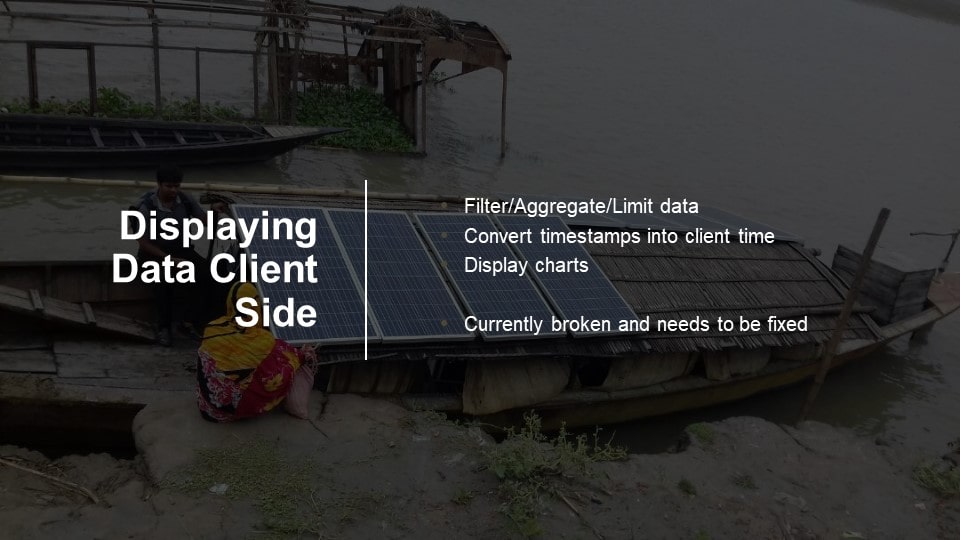 Displaying
Data Client
Side
Filter/Aggregate/Limit data
Convert timestamps into client time
Display charts
Currently broken and needs to be fixed